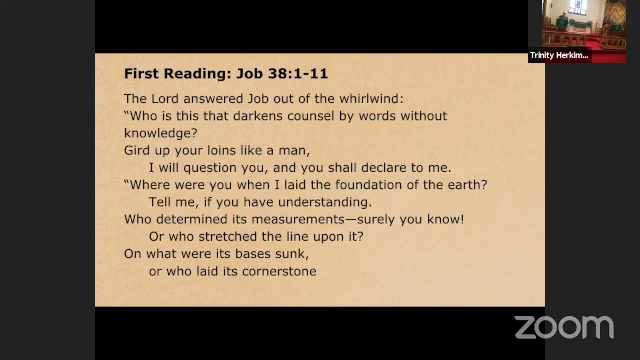 First Reading: Job 38:1-11
The Lord answered Job out of the whirlwind:
“Who is this that darkens counsel by words without
knowledge?
Gird up your loins like a man,
I will question you, and you shall declare to me.
“Where were you when I laid the foundation of the earth?
Tell me, if you have understanding.
Who determined its measurements—surely you know!
Or who stretched the line upon it?
On what were its bases sunk,
or who laid its cornerstone
Trinity Herkim...
zoom